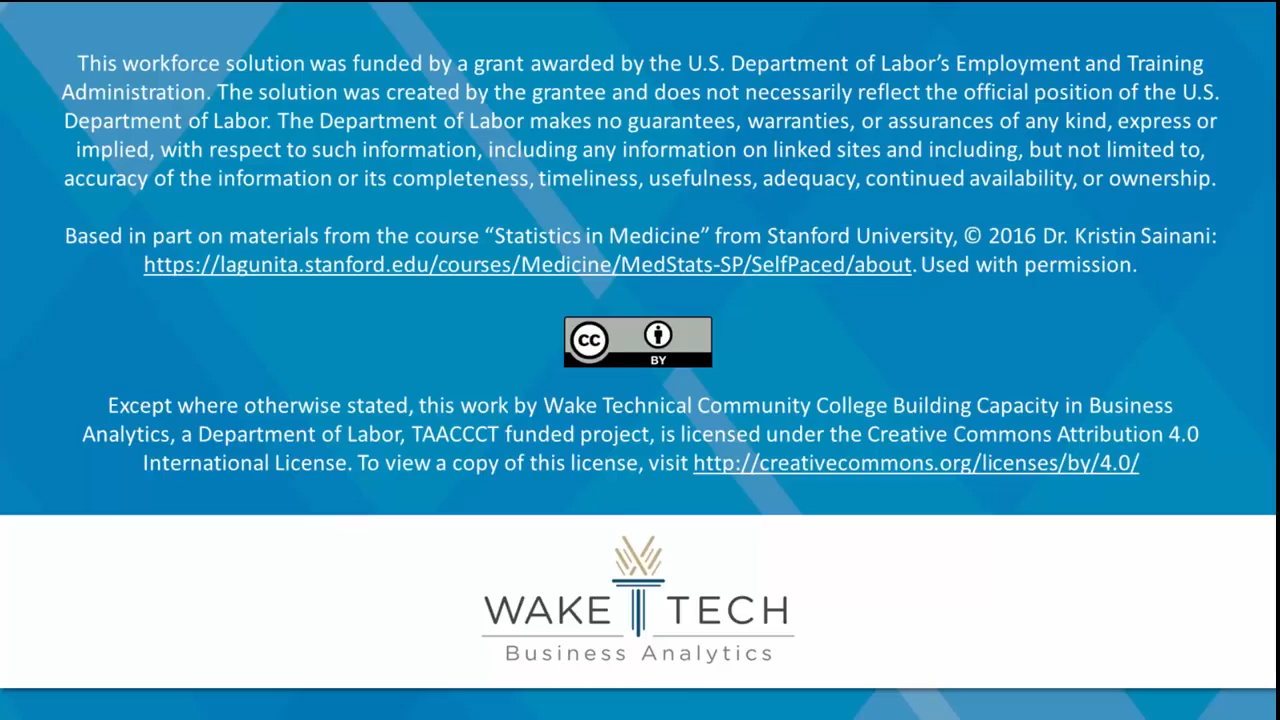 This workforce solution was funded by a grant awarded by the U.S. Department of Labor’s Employment and Training
Administration. The solution was created by the grantee and does not necessarily reflect the official position of the U.S.
Department of Labor. The Department of Labor makes no guarantees, warranties, or assurances of any kind, express or
implied, with respect to such information, including any information on linked sites and including, but not limited to,
accuracy of the information or its completeness, timeliness, usefulness, adequacy, continued availability, or ownership.
Based in part on materials from the course “Statistics in Medicine” from Stanford University, © 2016 Dr. Kristin Sainani:
https://lagunita.stanford.edu/courses/Medicine/MedStats-SP/SelfPaced/about. Used with permission.
cc
BY
Except where otherwise stated, this work by Wake Technical Community College Building Capacity in Business
Analytics, a Department of Labor, TAACCCT funded project, is licensed under the Creative Commons Attribution 4.0
International License. To view a copy of this license, visit http://creativecommons.org/licenses/by/4.0/
WAKE TECH
Business Analytics